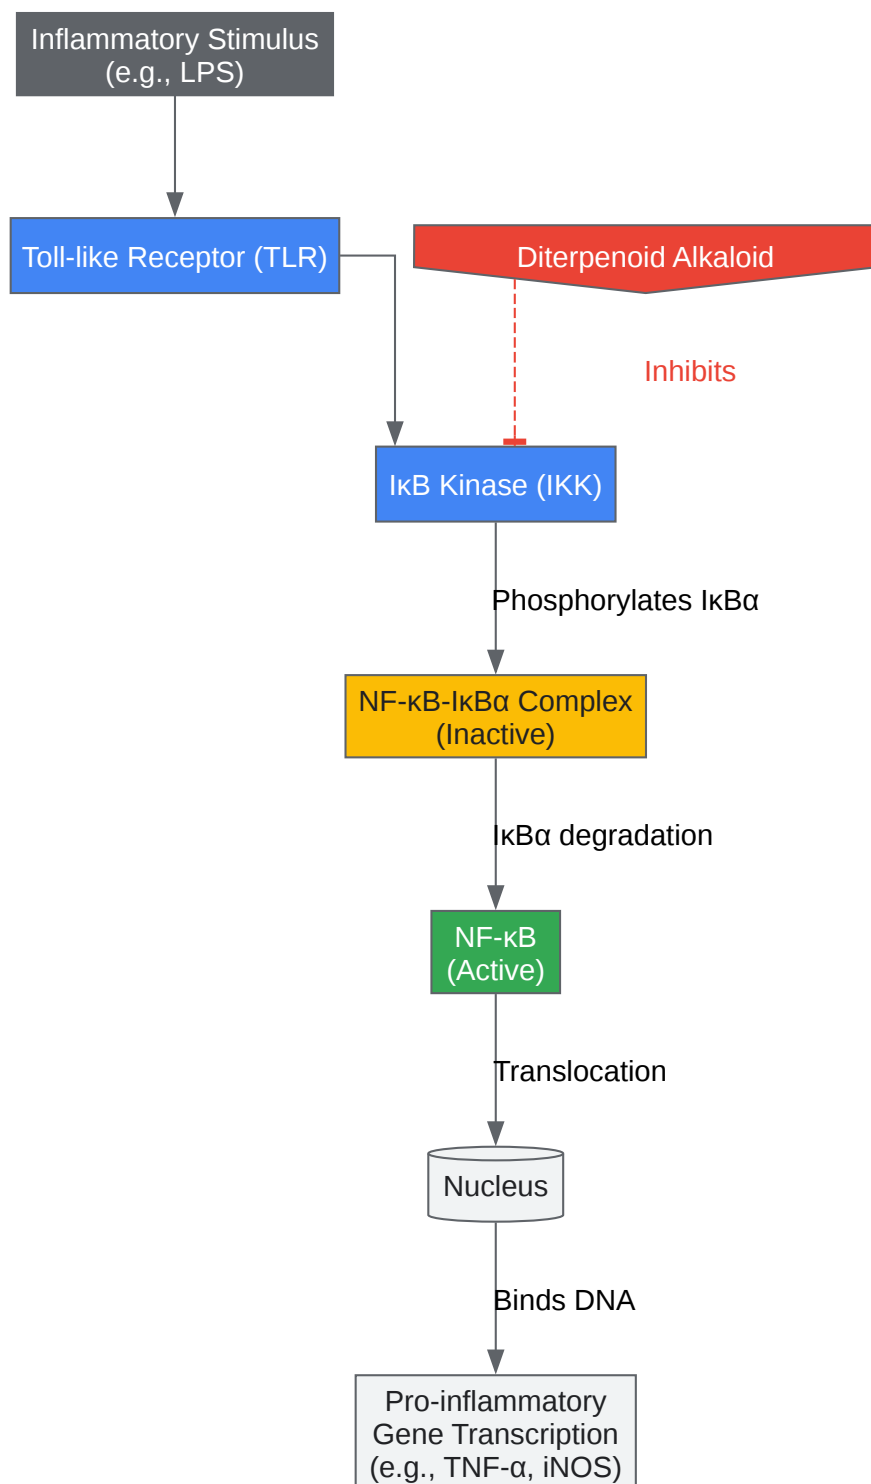 Inflammatory Stimulus
(e.g., LPS)
Toll-like Receptor (TLR)
Diterpenoid Alkaloid
Inhibits
IκB Kinase (IKK)
Phosphorylates IκBα
NF-κB-IκBα Complex
(Inactive)
IκBα degradation
NF-κB
(Active)
Translocation
Nucleus
Binds DNA
Pro-inflammatory
Gene Transcription
(e.g., TNF-α, iNOS)